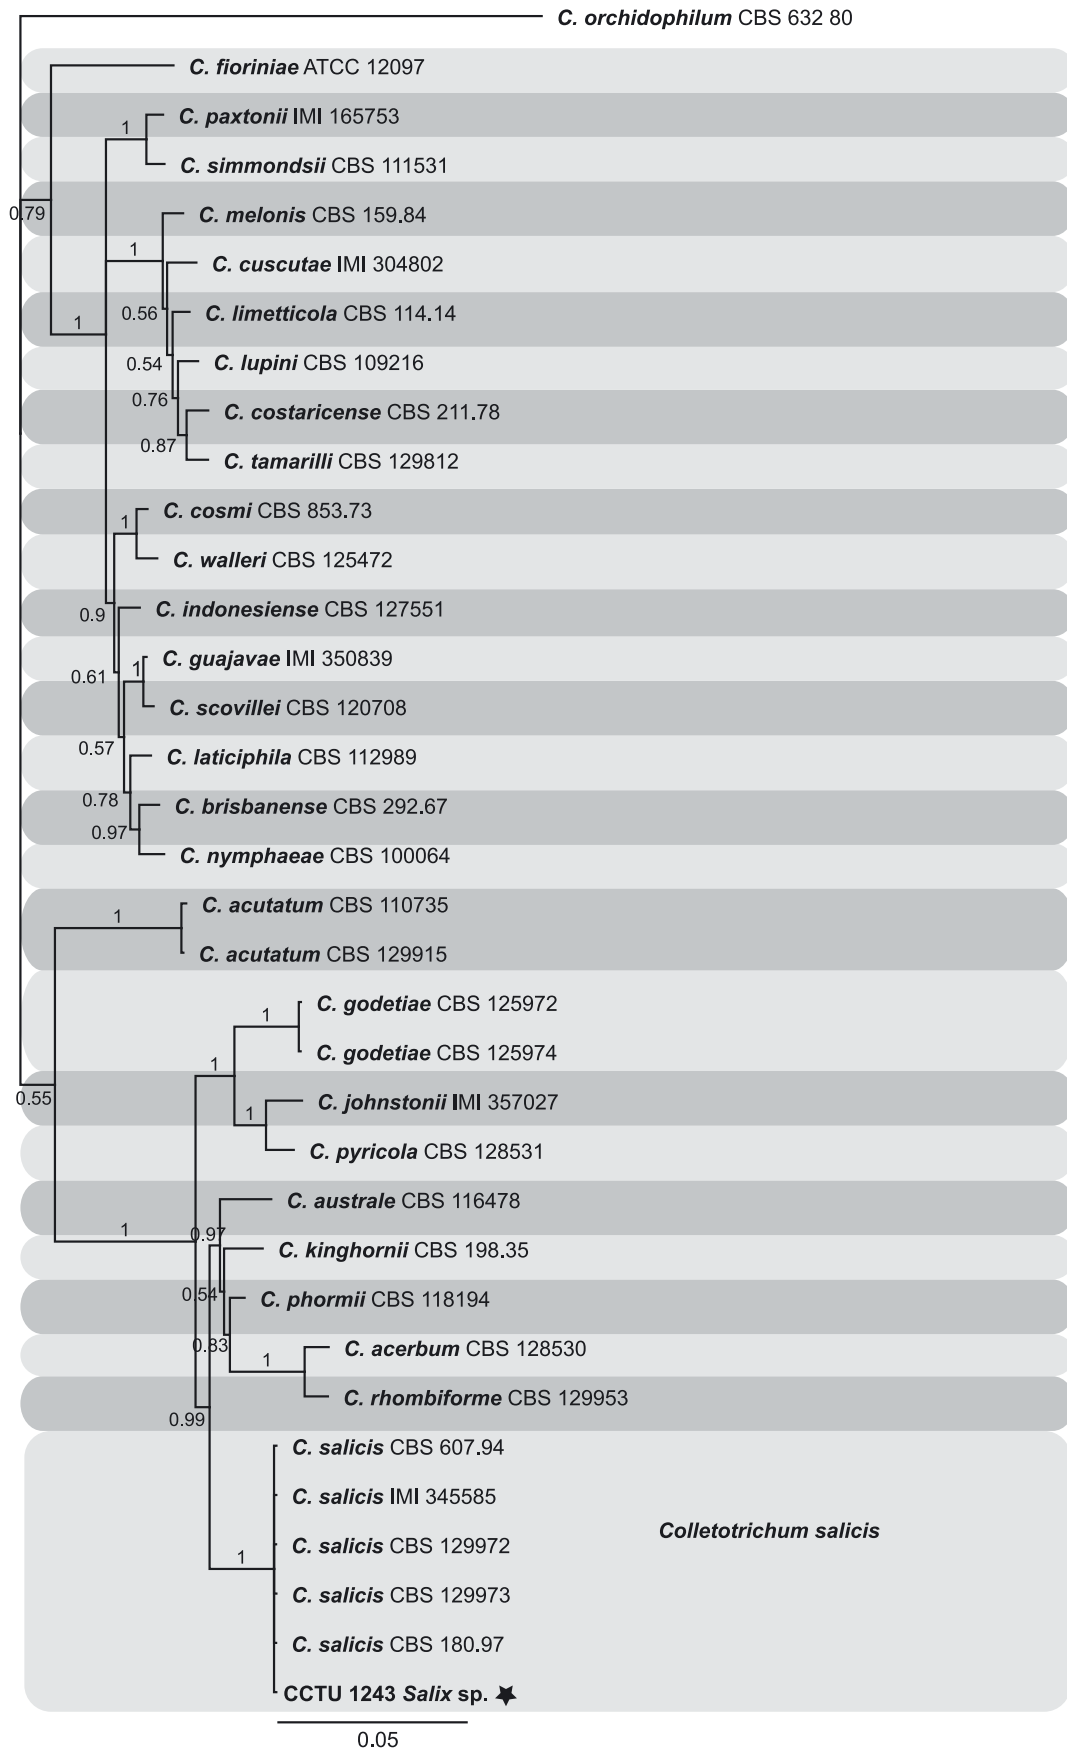 C. orchidophilum CBS 632 80
C. fioriniae ATCC 12097
C. paxtonii IMI 165753
1
C. simmondsii CBS 111531
0.79
C. melonis CBS 159.84
1
C. cuscutae IMI 304802
0.56
C. limetticola CBS 114.14
1
0.54
C. lupini CBS 109216
0.76
C. costaricense CBS 211.78
0.87
C. tamarilli CBS 129812
C. cosmi CBS 853.73
1
C. walleri CBS 125472
0.9
C. indonesiense CBS 127551
C. guajavae IMI 350839
1
0.61
C. scovillei CBS 120708
0.57
C. laticiphila CBS 112989
0.78
C. brisbanense CBS 292.67
0.97
C. nymphaeae CBS 100064
C. acutatum CBS 110735
1
C. acutatum CBS 129915
C. godetiae CBS 125972
1
C. godetiae CBS 125974
1
0.55
C. johnstonii IMI 357027
1
C. pyricola CBS 128531
C. australe CBS 116478
1
0.97
C. kinghornii CBS 198.35
0.54
C. phormii CBS 118194
0.83
C. acerbum CBS 128530
1
C. rhombiforme CBS 129953
0.99
C. salicis CBS 607.94
C. salicis IMI 345585
Colletotrichum salicis
C. salicis CBS 129972
1
C. salicis CBS 129973
C. salicis CBS 180.97
CCTU 1243 Salix sp. ★
0.05